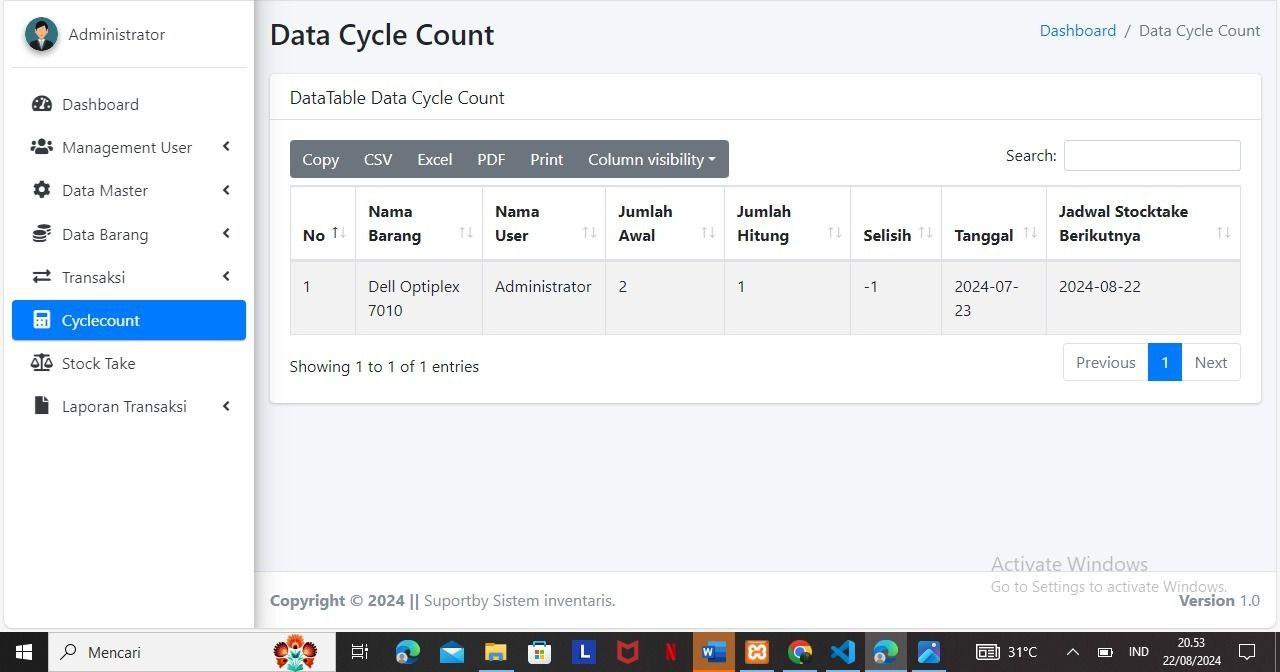 Administrator
Dashboard
Management User
Data Master
Data Barang
Transaksi
Cyclecount
Stock Take
Laporan Transaksi
Data Cycle Count
Dashboard / Data Cycle Count
DataTable Data Cycle Count
Copy CSV Excel PDF Print Column visibility
Search:
No Nama Barang Nama User Jumlah Awal Jumlah Hitung Selisih Tanggal Jadwal Stocktake Berikutnya
1 Dell Optiplex 7010 Administrator 2 1 -1 2024-07-23 2024-08-22
Showing 1 to 1 of 1 entries
Previous 1 Next
Activate Windows
Go to Settings to activate Windows.
Copyright © 2024 || Suportby Sistem inventaris.
Version 1.0
Mencari
L
N
W
31°C
IND
20.53
22/08/2024